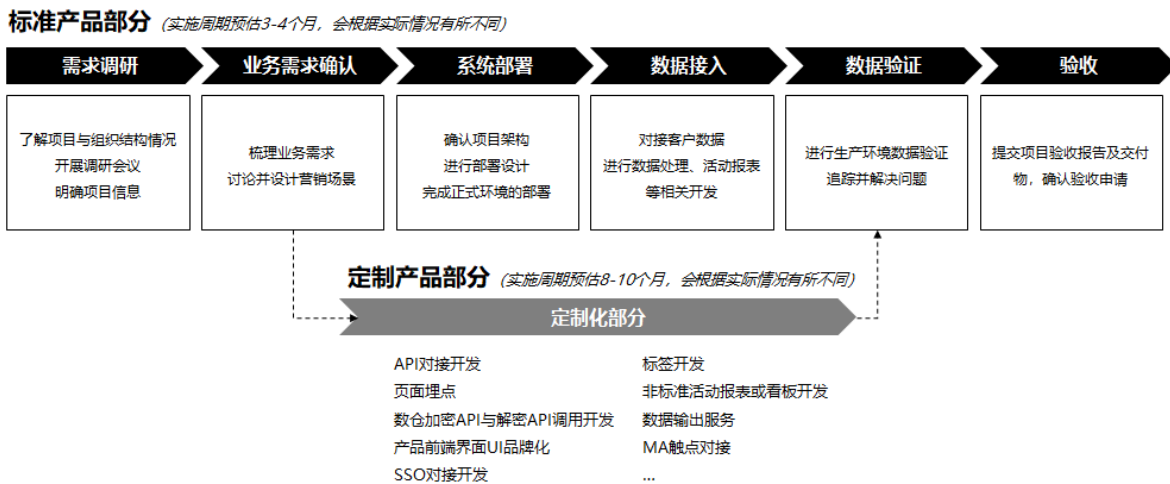 标准产品部分 (实施周期预估3-4个月，会根据实际情况有所不同)
需求调研
业务需求确认
系统部署
数据接入
数据验证
验收
了解项目与组织结构情况
开展调研会议
明确项目信息
梳理业务需求
讨论并设计营销场景
确认项目架构
进行部署设计
完成正式环境的部署
对接客户数据
进行数据处理、活动报表
等相关开发
进行生产环境数据验证
追踪并解决问题
提交项目验收报告及交付
物，确认验收申请
定制产品部分 (实施周期预估8-10个月，会根据实际情况有所不同)
定制化部分
API对接开发
页面埋点
数仓加密API与解密API调用开发
产品前端界面UI品牌化
SSO对接开发
标签开发
非标准活动报表或看板开发
数据输出服务
MA触点对接
...